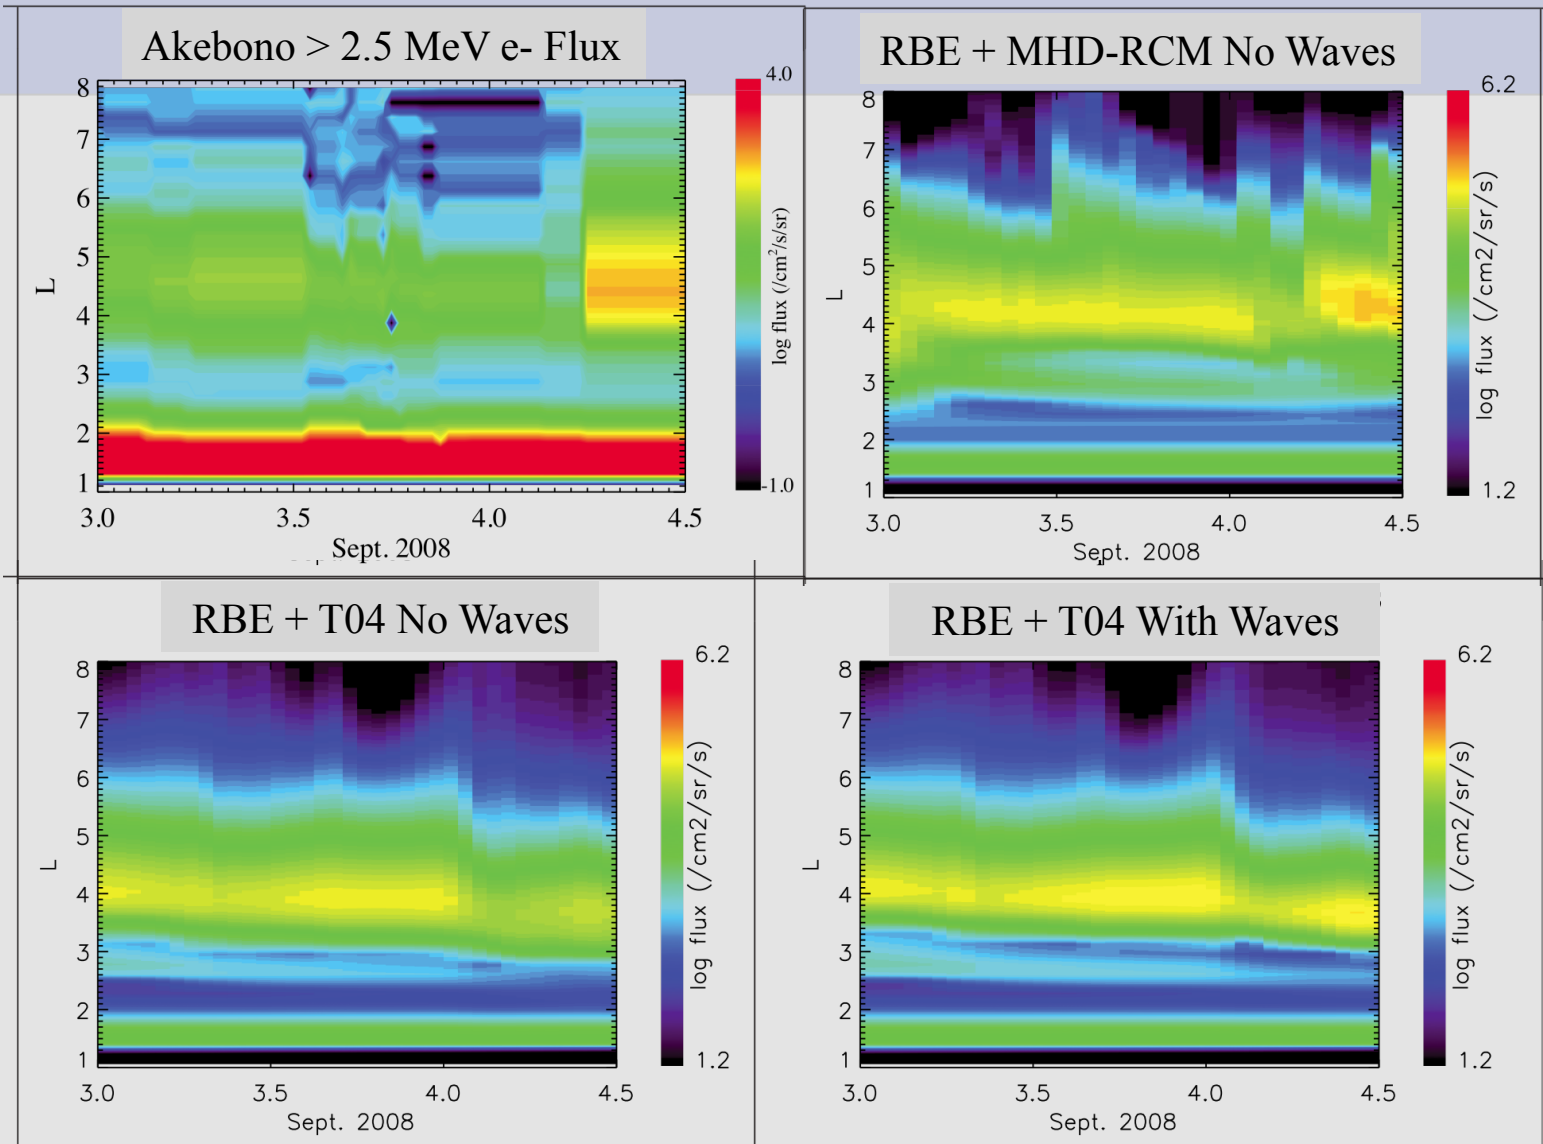 Akebono > 2.5 MeV e- Flux
8
7
6
5
4
3
2
1
L
3.0 3.5 4.0 4.5
Sept. 2008
4.0
-1.0
log flux (/cm²/s/sr)
RBE + MHD-RCM No Waves
8
7
6
5
4
3
2
1
L
3.0 3.5 4.0 4.5
Sept. 2008
6.2
1.2
log flux (/cm2/sr/s)
RBE + T04 No Waves
8
7
6
5
4
3
2
1
L
3.0 3.5 4.0 4.5
Sept. 2008
6.2
1.2
log flux (/cm2/sr/s)
RBE + T04 With Waves
8
7
6
5
4
3
2
1
L
3.0 3.5 4.0 4.5
Sept. 2008
6.2
1.2
log flux (/cm2/sr/s)